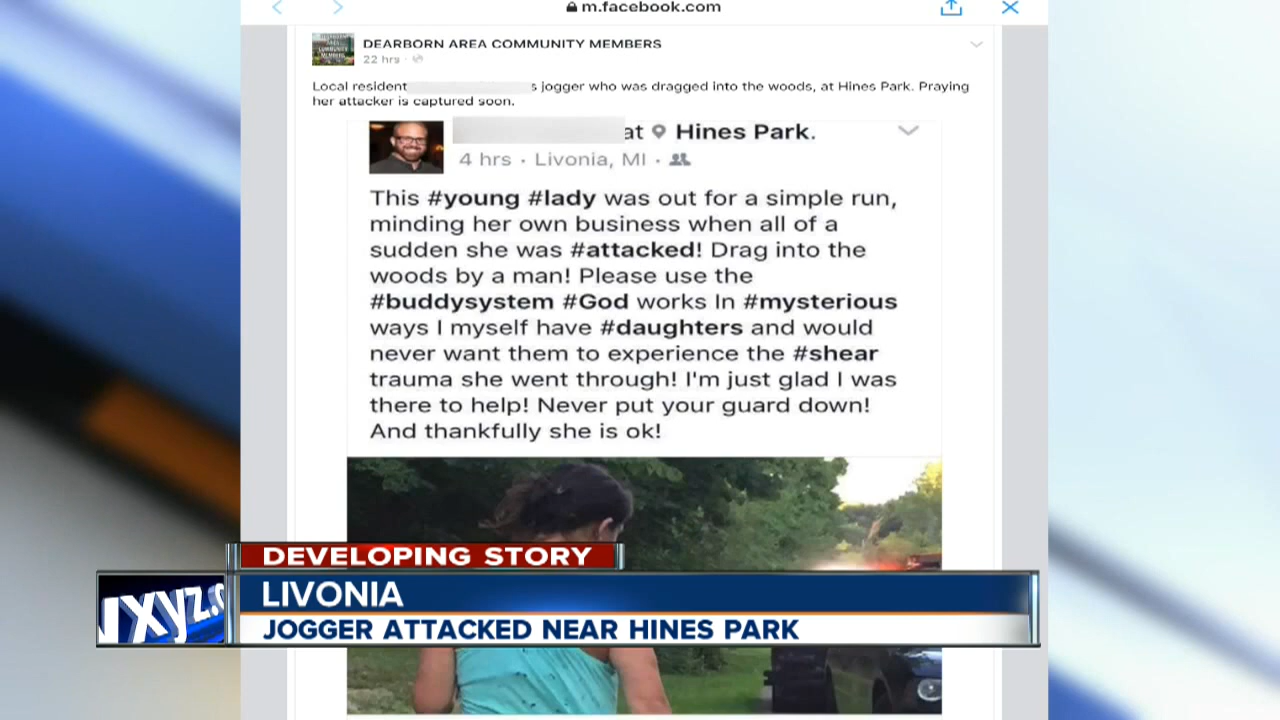 m.facebook.com
DEARBORN AREA COMMUNITY MEMBERS
22 hrs ·
Local resident s jogger who was dragged into the woods, at Hines Park. Praying
her attacker is captured soon.
at Hines Park.
4 hrs · Livonia, MI ·
This #young #lady was out for a simple run,
minding her own business when all of a
sudden she was #attacked! Drag into the
woods by a man! Please use the
#buddysystem #God works In #mysterious
ways I myself have #daughters and would
never want them to experience the #shear
trauma she went through! I'm just glad I was
there to help! Never put your guard down!
And thankfully she is ok!
DEVELOPING STORY
LIVONIA
JOGGER ATTACKED NEAR HINES PARK